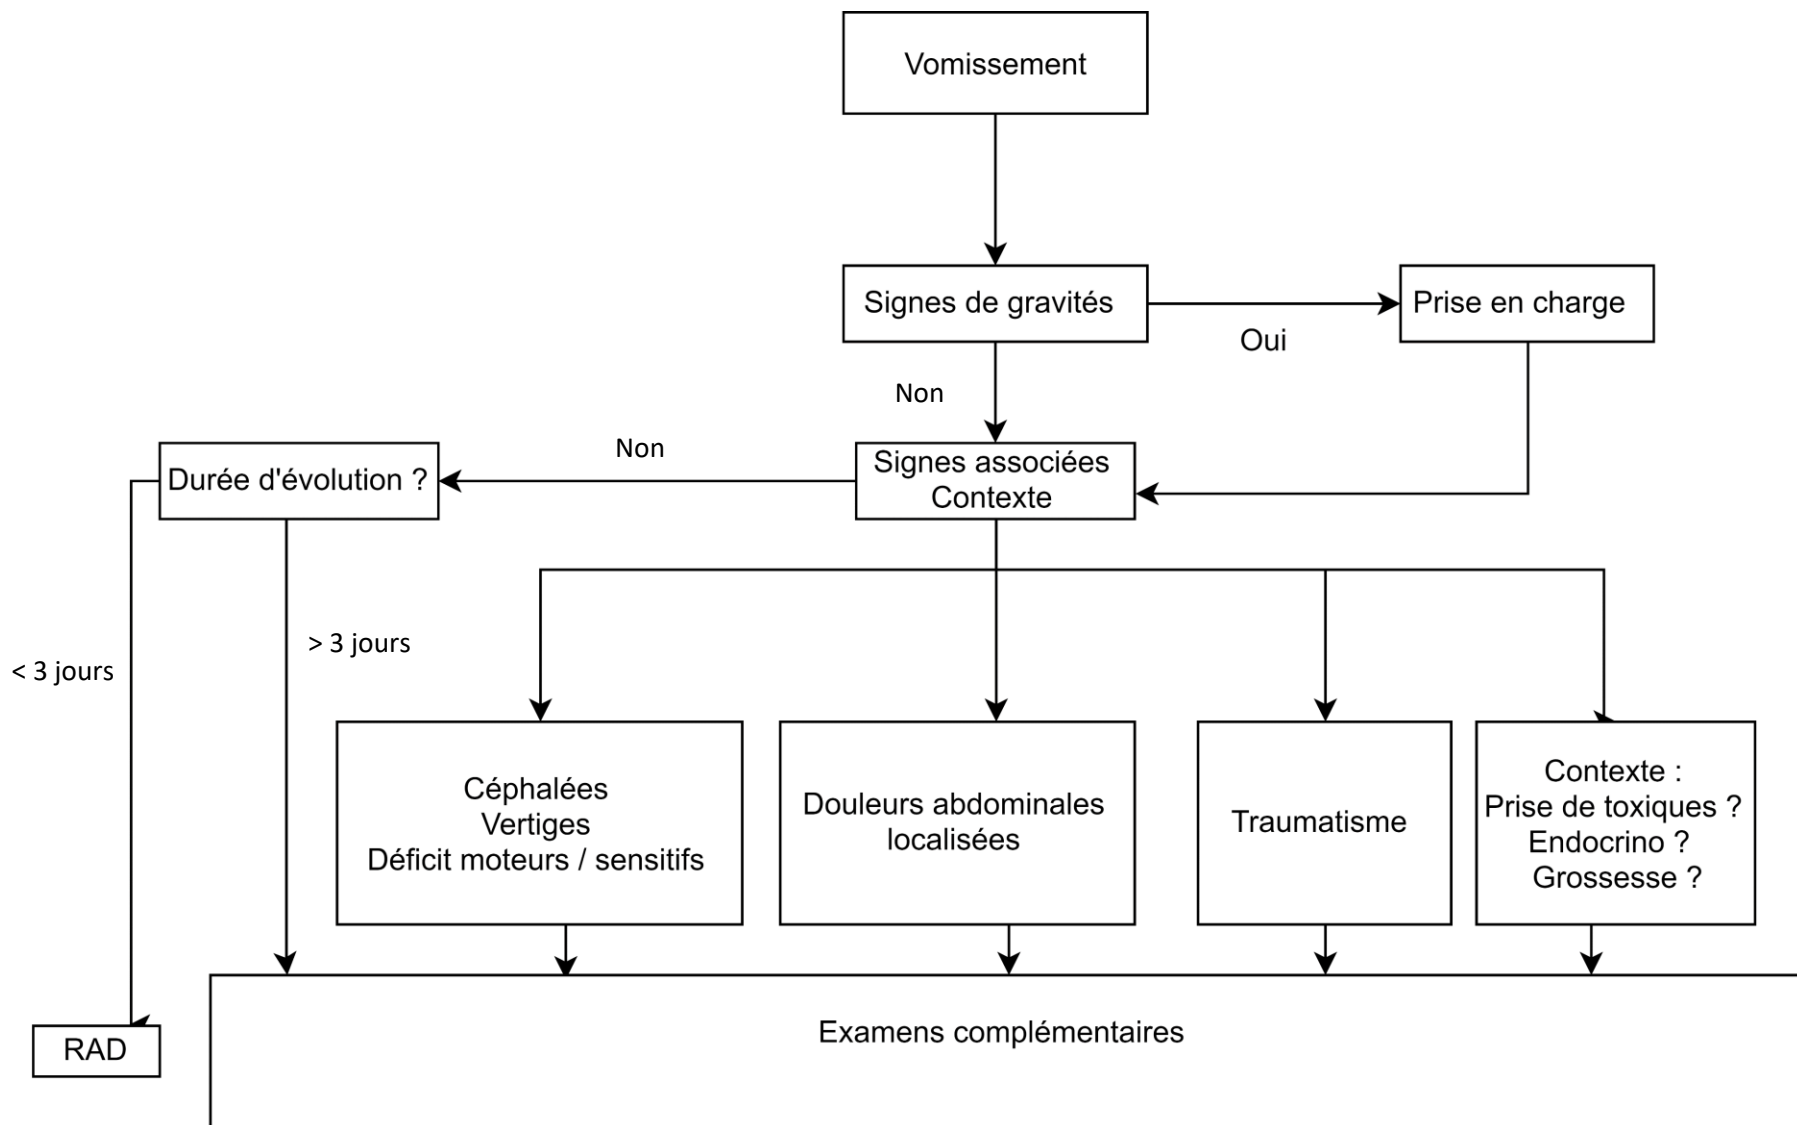 Vomissement
Signes de gravités
Prise en charge
Oui
Non
Non
Signes associées
Contexte
Durée d'évolution ?
> 3 jours
< 3 jours
Céphalées
Vertiges
Déficit moteurs / sensitifs
Douleurs abdominales
localisées
Traumatisme
Contexte :
Prise de toxiques ?
Endocrino ?
Grossesse ?
Examens complémentaires
RAD